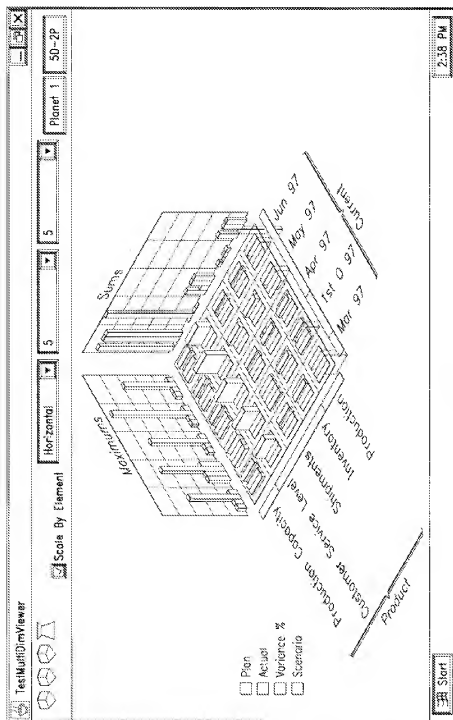 TestMultiDimViewer
Horizontal
5
5
Planet 1
5D-2P
Scale By Element
Maximums
Sums
Plan
Actual
Variance %
Scenario
Production Capacity
Customer Service Level
Shipments
Inventory
Production
Product
Mar 97
1st Q 97
Apr 97
May 97
Jun 97
Current
Start
2:38 PM